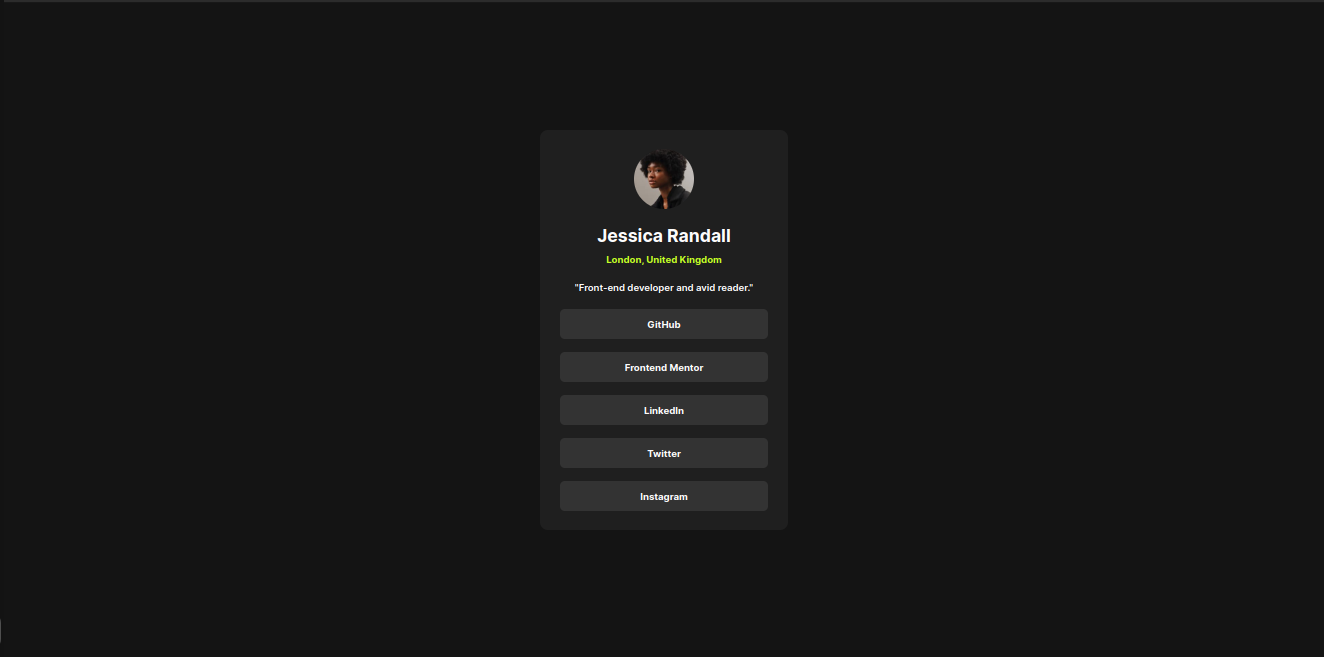 Jessica Randall
London, United Kingdom
"Front-end developer and avid reader."
GitHub
Frontend Mentor
LinkedIn
Twitter
Instagram